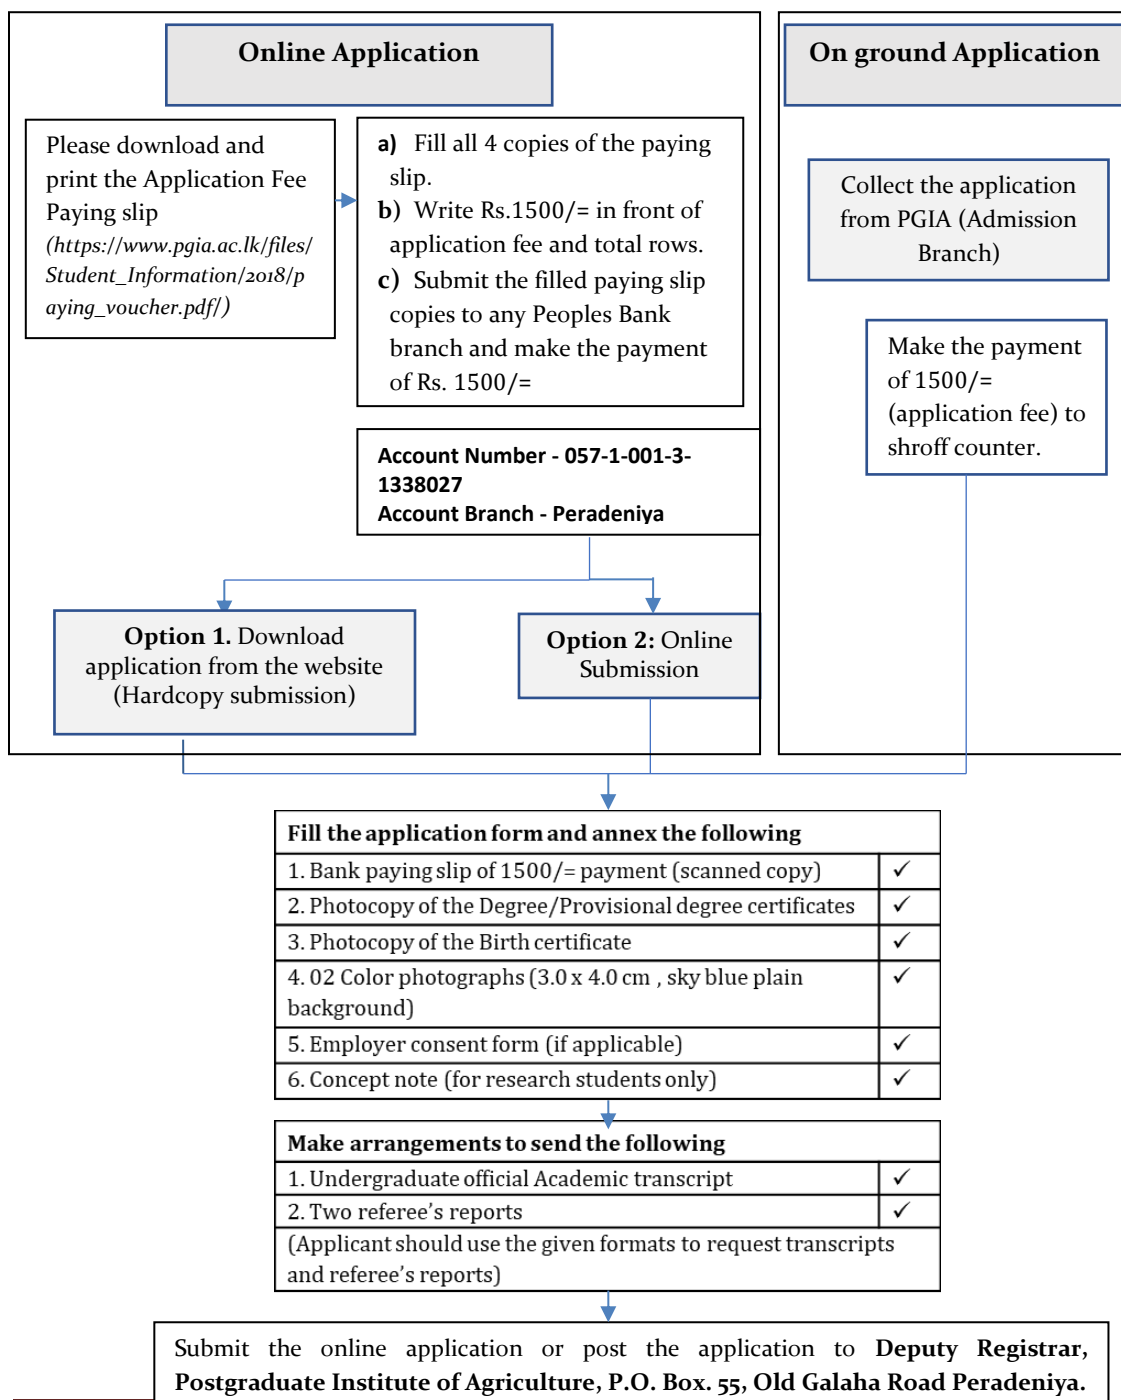 Online Application
Please download and
print the Application Fee
Paying slip
(https://www.pgia.ac.lk/files/
Student_Information/2018/p
aying_voucher.pdf/)
a) Fill all 4 copies of the paying
slip.
b) Write Rs.1500/= in front of
application fee and total rows.
c) Submit the filled paying slip
copies to any Peoples Bank
branch and make the payment
of Rs. 1500/=
Account Number - 057-1-001-3-
1338027
Account Branch - Peradeniya
Option 1. Download
application from the website
(Hardcopy submission)
Option 2: Online
Submission
On ground Application
Collect the application
from PGIA (Admission
Branch)
Make the payment
of 1500/=
(application fee) to
shroff counter.
Fill the application form and annex the following
1. Bank paying slip of 1500/= payment (scanned copy) ✓
2. Photocopy of the Degree/Provisional degree certificates ✓
3. Photocopy of the Birth certificate ✓
4. 02 Color photographs (3.0 x 4.0 cm , sky blue plain ✓
background)
5. Employer consent form (if applicable) ✓
6. Concept note (for research students only) ✓
Make arrangements to send the following
1. Undergraduate official Academic transcript ✓
2. Two referee's reports ✓
(Applicant should use the given formats to request transcripts
and referee's reports)
Submit the online application or post the application to Deputy Registrar,
Postgraduate Institute of Agriculture, P.O. Box. 55, Old Galaha Road Peradeniya.